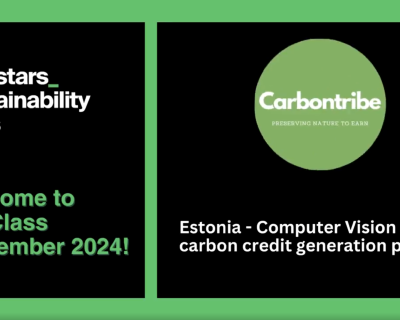 stars_
ainability
ome to
Class
ember 2024!
Carbontribe
PRESERVING NATURE TO EARN
Estonia - Computer Vision
carbon credit generation p